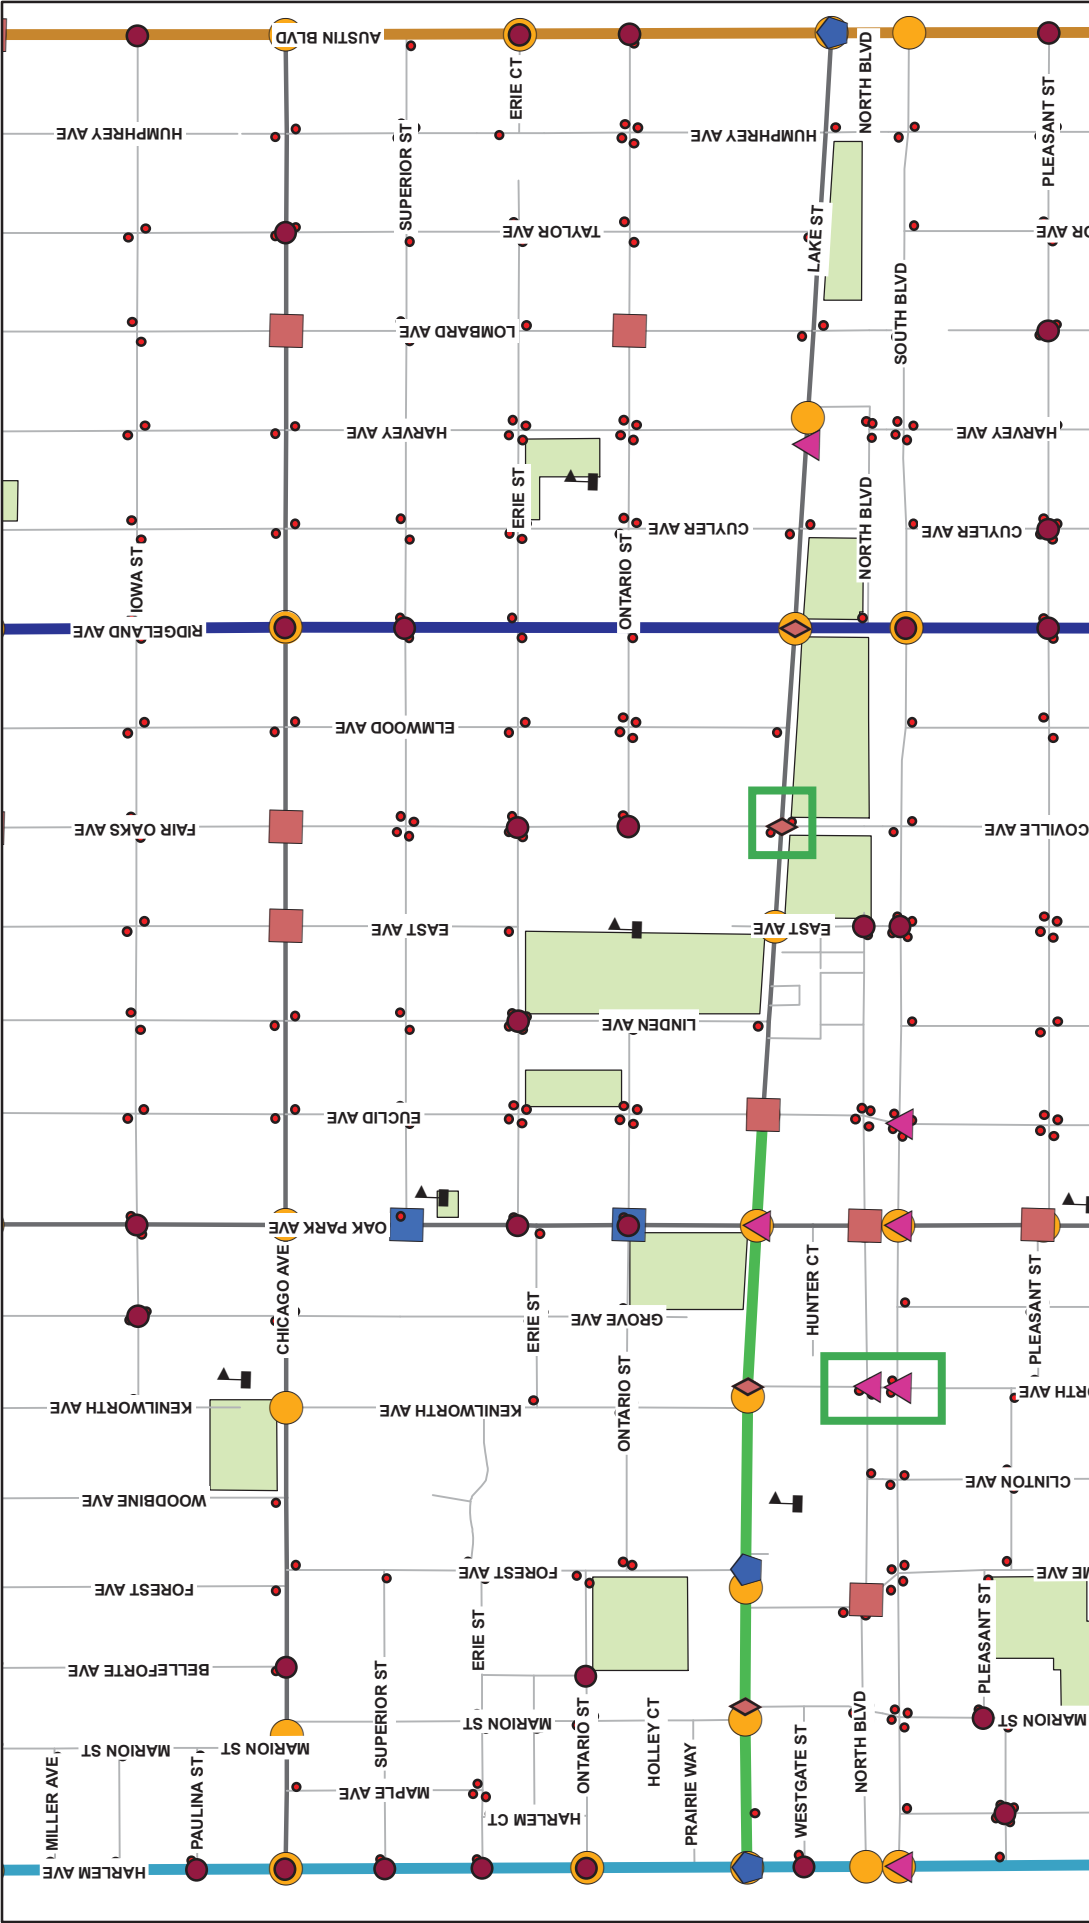 AUSTIN BLVD
NORTH BLVD
ERIE CT
PLEASANT ST
HUMPHREY AVE
SUPERIOR ST
HUMPHREY AVE
TAYLOR AVE
LAKE ST
OR AVE
LOMBARD AVE
SOUTH BLVD
HARVEY AVE
HARVEY AVE
ERIE ST
NORTH BLVD
CUYLER AVE
CUYLER AVE
IOWA ST
ONTARIO ST
RIDGELAND AVE
ELMWOOD AVE
FAIR OAKS AVE
COVILLE AVE
EAST AVE
EAST AVE
LINDEN AVE
EUCLID AVE
OAK PARK AVE
CHICAGO AVE
HUNTER CT
PLEASANT ST
ERIE ST
GROVE AVE
ONTARIO ST
KENILWORTH AVE
KENILWORTH AVE
ORTH AVE
WOODBINE AVE
CLINTON AVE
FOREST AVE
FOREST AVE
ME AVE
ERIE ST
PLEASANT ST
BELLEFORTE AVE
SUPERIOR ST
MARION ST
ONTARIO ST
HOLLEY CT
NORTH BLVD
MARION ST
MARION ST
MARION ST
PRAIRIE WAY
WESTGATE ST
MILLER AVE
PAULINA ST
MAPLE AVE
HARLEM CT
HARLEM AVE